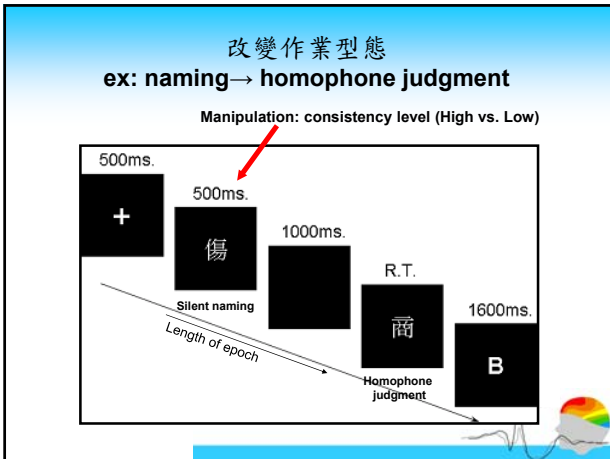 改變作業型態
ex: naming→ homophone judgment
Manipulation: consistency level (High vs. Low)
500ms.
+
500ms.
傷
Silent naming
1000ms.
R.T.
商
Homophone
judgment
1600ms.
B
Length of epoch